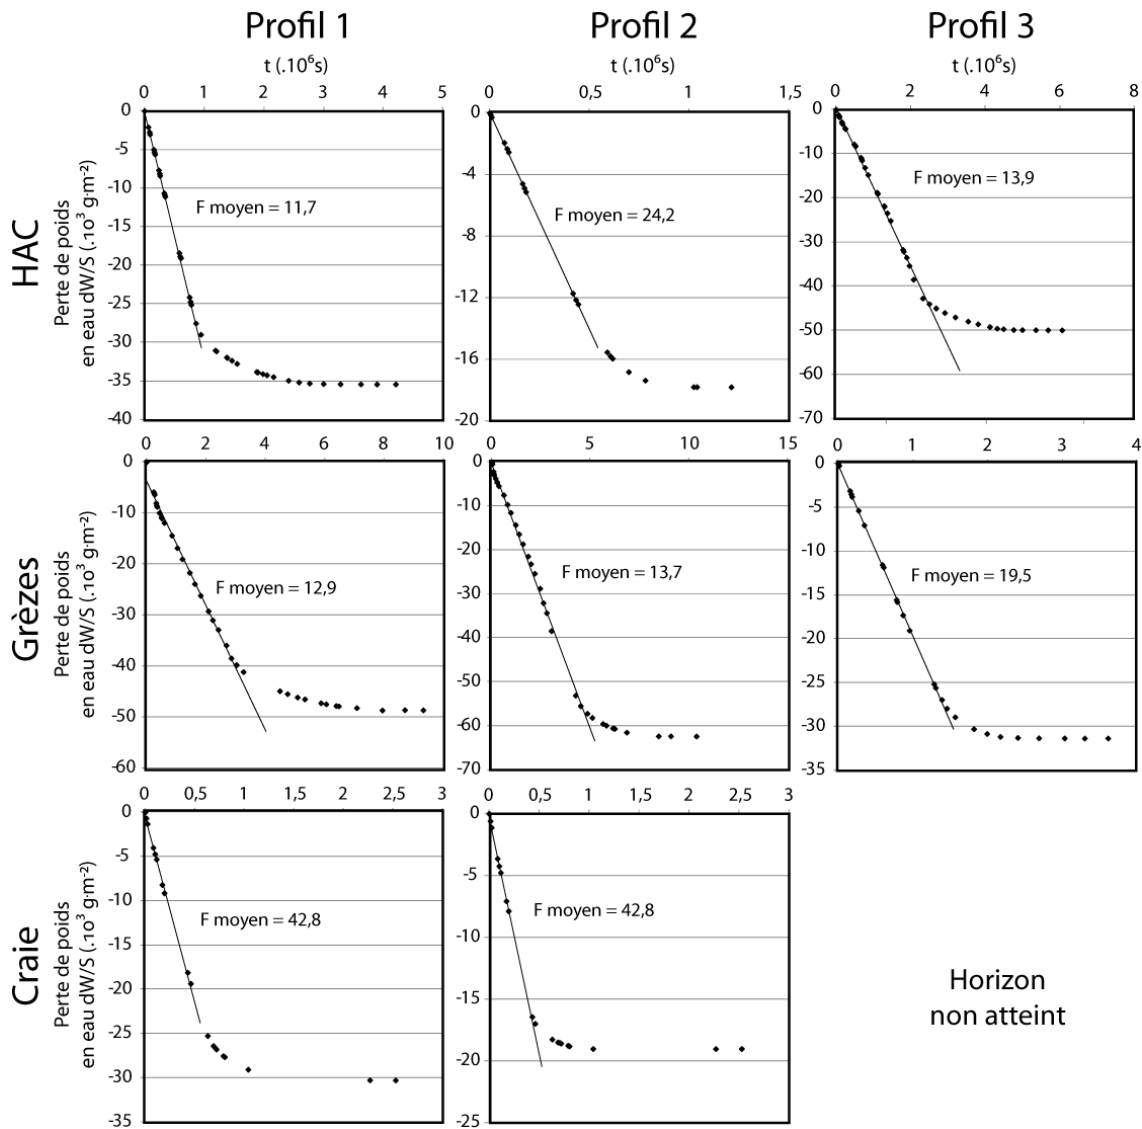 Profil 1
Profil 2
Profil 3
t (.10⁶s)
t (.10⁶s)
t (.10⁶s)
0 1 2 3 4 5
0 0,5 1 1,5
0 2 4 6 8
HAC
Perte de poids
en eau dW/S (.10³ g·m⁻²)
0
-5
-10
-15
-20
-25
-30
-35
-40
F moyen = 11,7
0
-4
-8
-12
-16
-20
F moyen = 24,2
0
-10
-20
-30
-40
-50
-60
-70
F moyen = 13,9
0 2 4 6 8 10
0 5 10 15
0 1 2 3 4
Grèzes
Perte de poids
en eau dW/S (.10³ g·m⁻²)
0
-10
-20
-30
-40
-50
-60
F moyen = 12,9
0
-10
-20
-30
-40
-50
-60
-70
F moyen = 13,7
0
-5
-10
-15
-20
-25
-30
-35
F moyen = 19,5
0 0,5 1 1,5 2 2,5 3
0 0,5 1 1,5 2 2,5 3
Craie
Perte de poids
en eau dW/S (.10³ g·m⁻²)
0
-5
-10
-15
-20
-25
-30
-35
F moyen = 42,8
0
-5
-10
-15
-20
-25
F moyen = 42,8
Horizon
non atteint